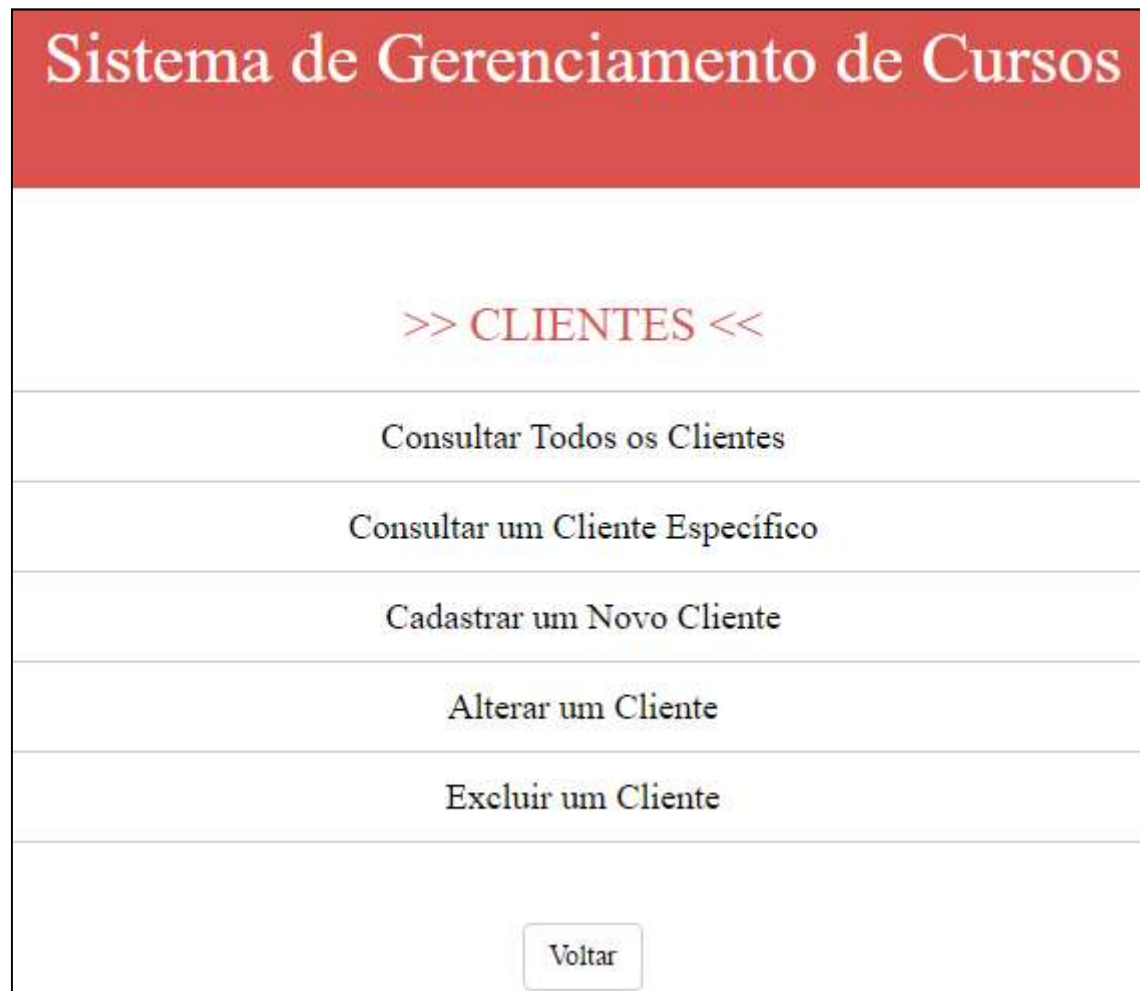 Sistema de Gerenciamento de Cursos
>> CLIENTES <<
Consultar Todos os Clientes
Consultar um Cliente Específico
Cadastrar um Novo Cliente
Alterar um Cliente
Excluir um Cliente
Voltar